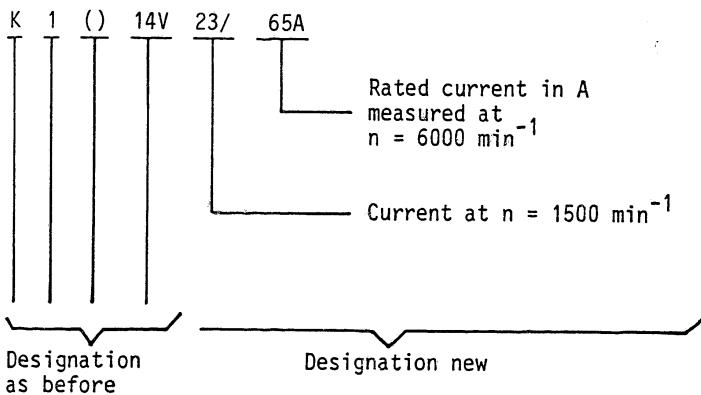 K 1 () 14V 23/ 65A
Rated current in A
measured at
n = 6000 min⁻¹
Current at n = 1500 min⁻¹
Designation
as before
Designation new